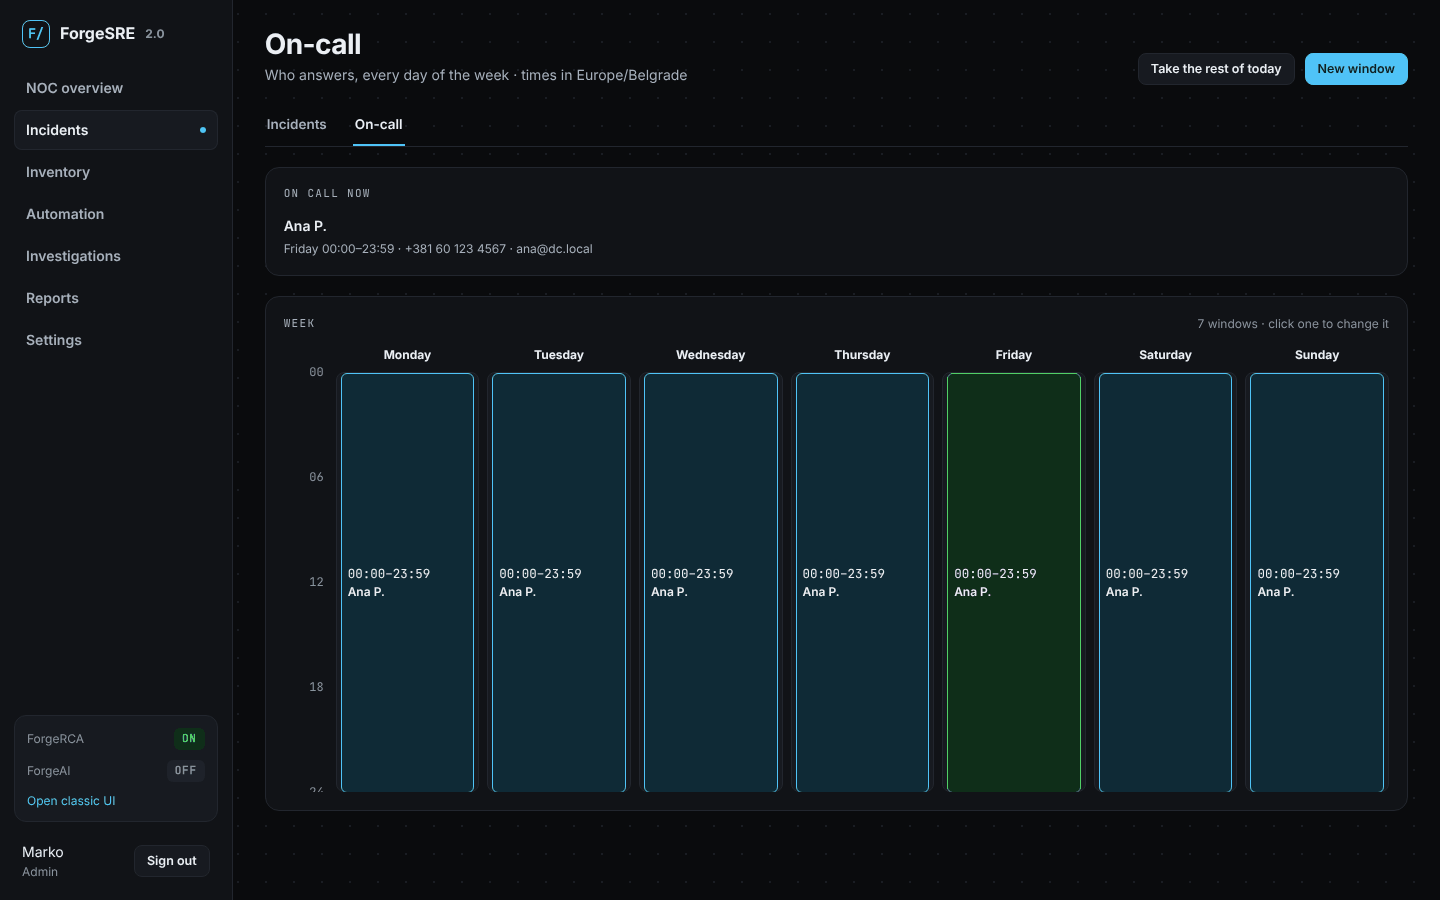 F/ ForgeSRE 2.0
NOC overview
Incidents
Inventory
Automation
Investigations
Reports
Settings
ForgeRCA ON
ForgeAI OFF
Open classic UI
Marko
Admin
Sign out
On-call
Who answers, every day of the week · times in Europe/Belgrade
Take the rest of today
New window
Incidents On-call
ON CALL NOW
Ana P.
Friday 00:00–23:59 · +381 60 123 4567 · ana@dc.local
WEEK
7 windows · click one to change it
Monday Tuesday Wednesday Thursday Friday Saturday Sunday
00
06
00:00–23:59 00:00–23:59 00:00–23:59 00:00–23:59 00:00–23:59 00:00–23:59 00:00–23:59
12
Ana P. Ana P. Ana P. Ana P. Ana P. Ana P. Ana P.
18
24